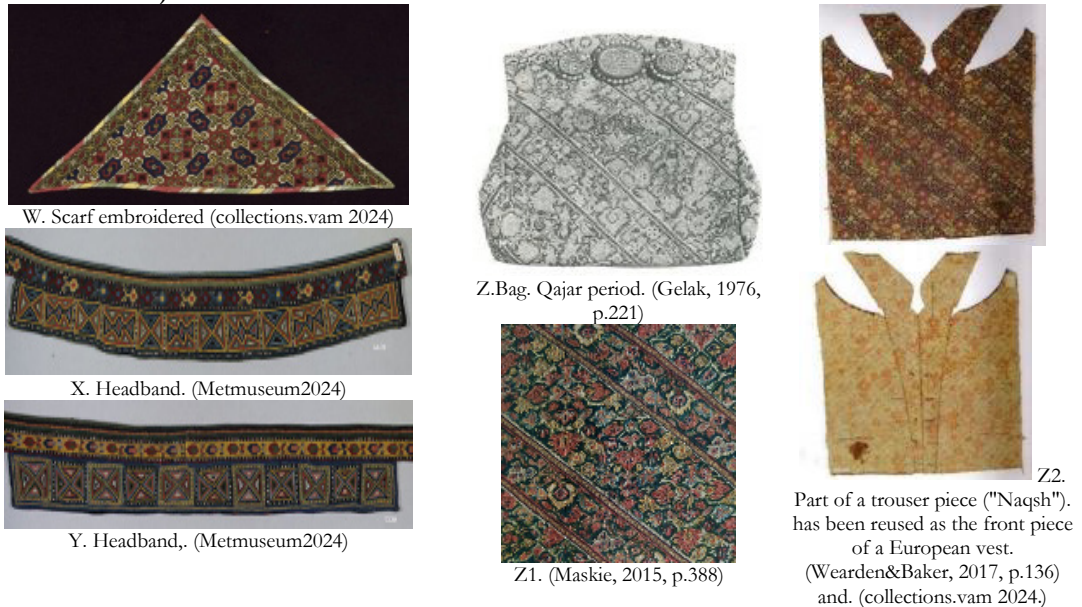 W. Scarf embroidered (collections.vam 2024)
X. Headband. (Metmuseum2024)
Y. Headband,. (Metmuseum2024)
Z.Bag. Qajar period. (Gelak, 1976,
p.221)
Z1. (Maskie, 2015, p.388)
Z2.
Part of a trouser piece ("Naqsh").
has been reused as the front piece
of a European vest.
(Wearden&Baker, 2017, p.136)
and. (collections.vam 2024.)